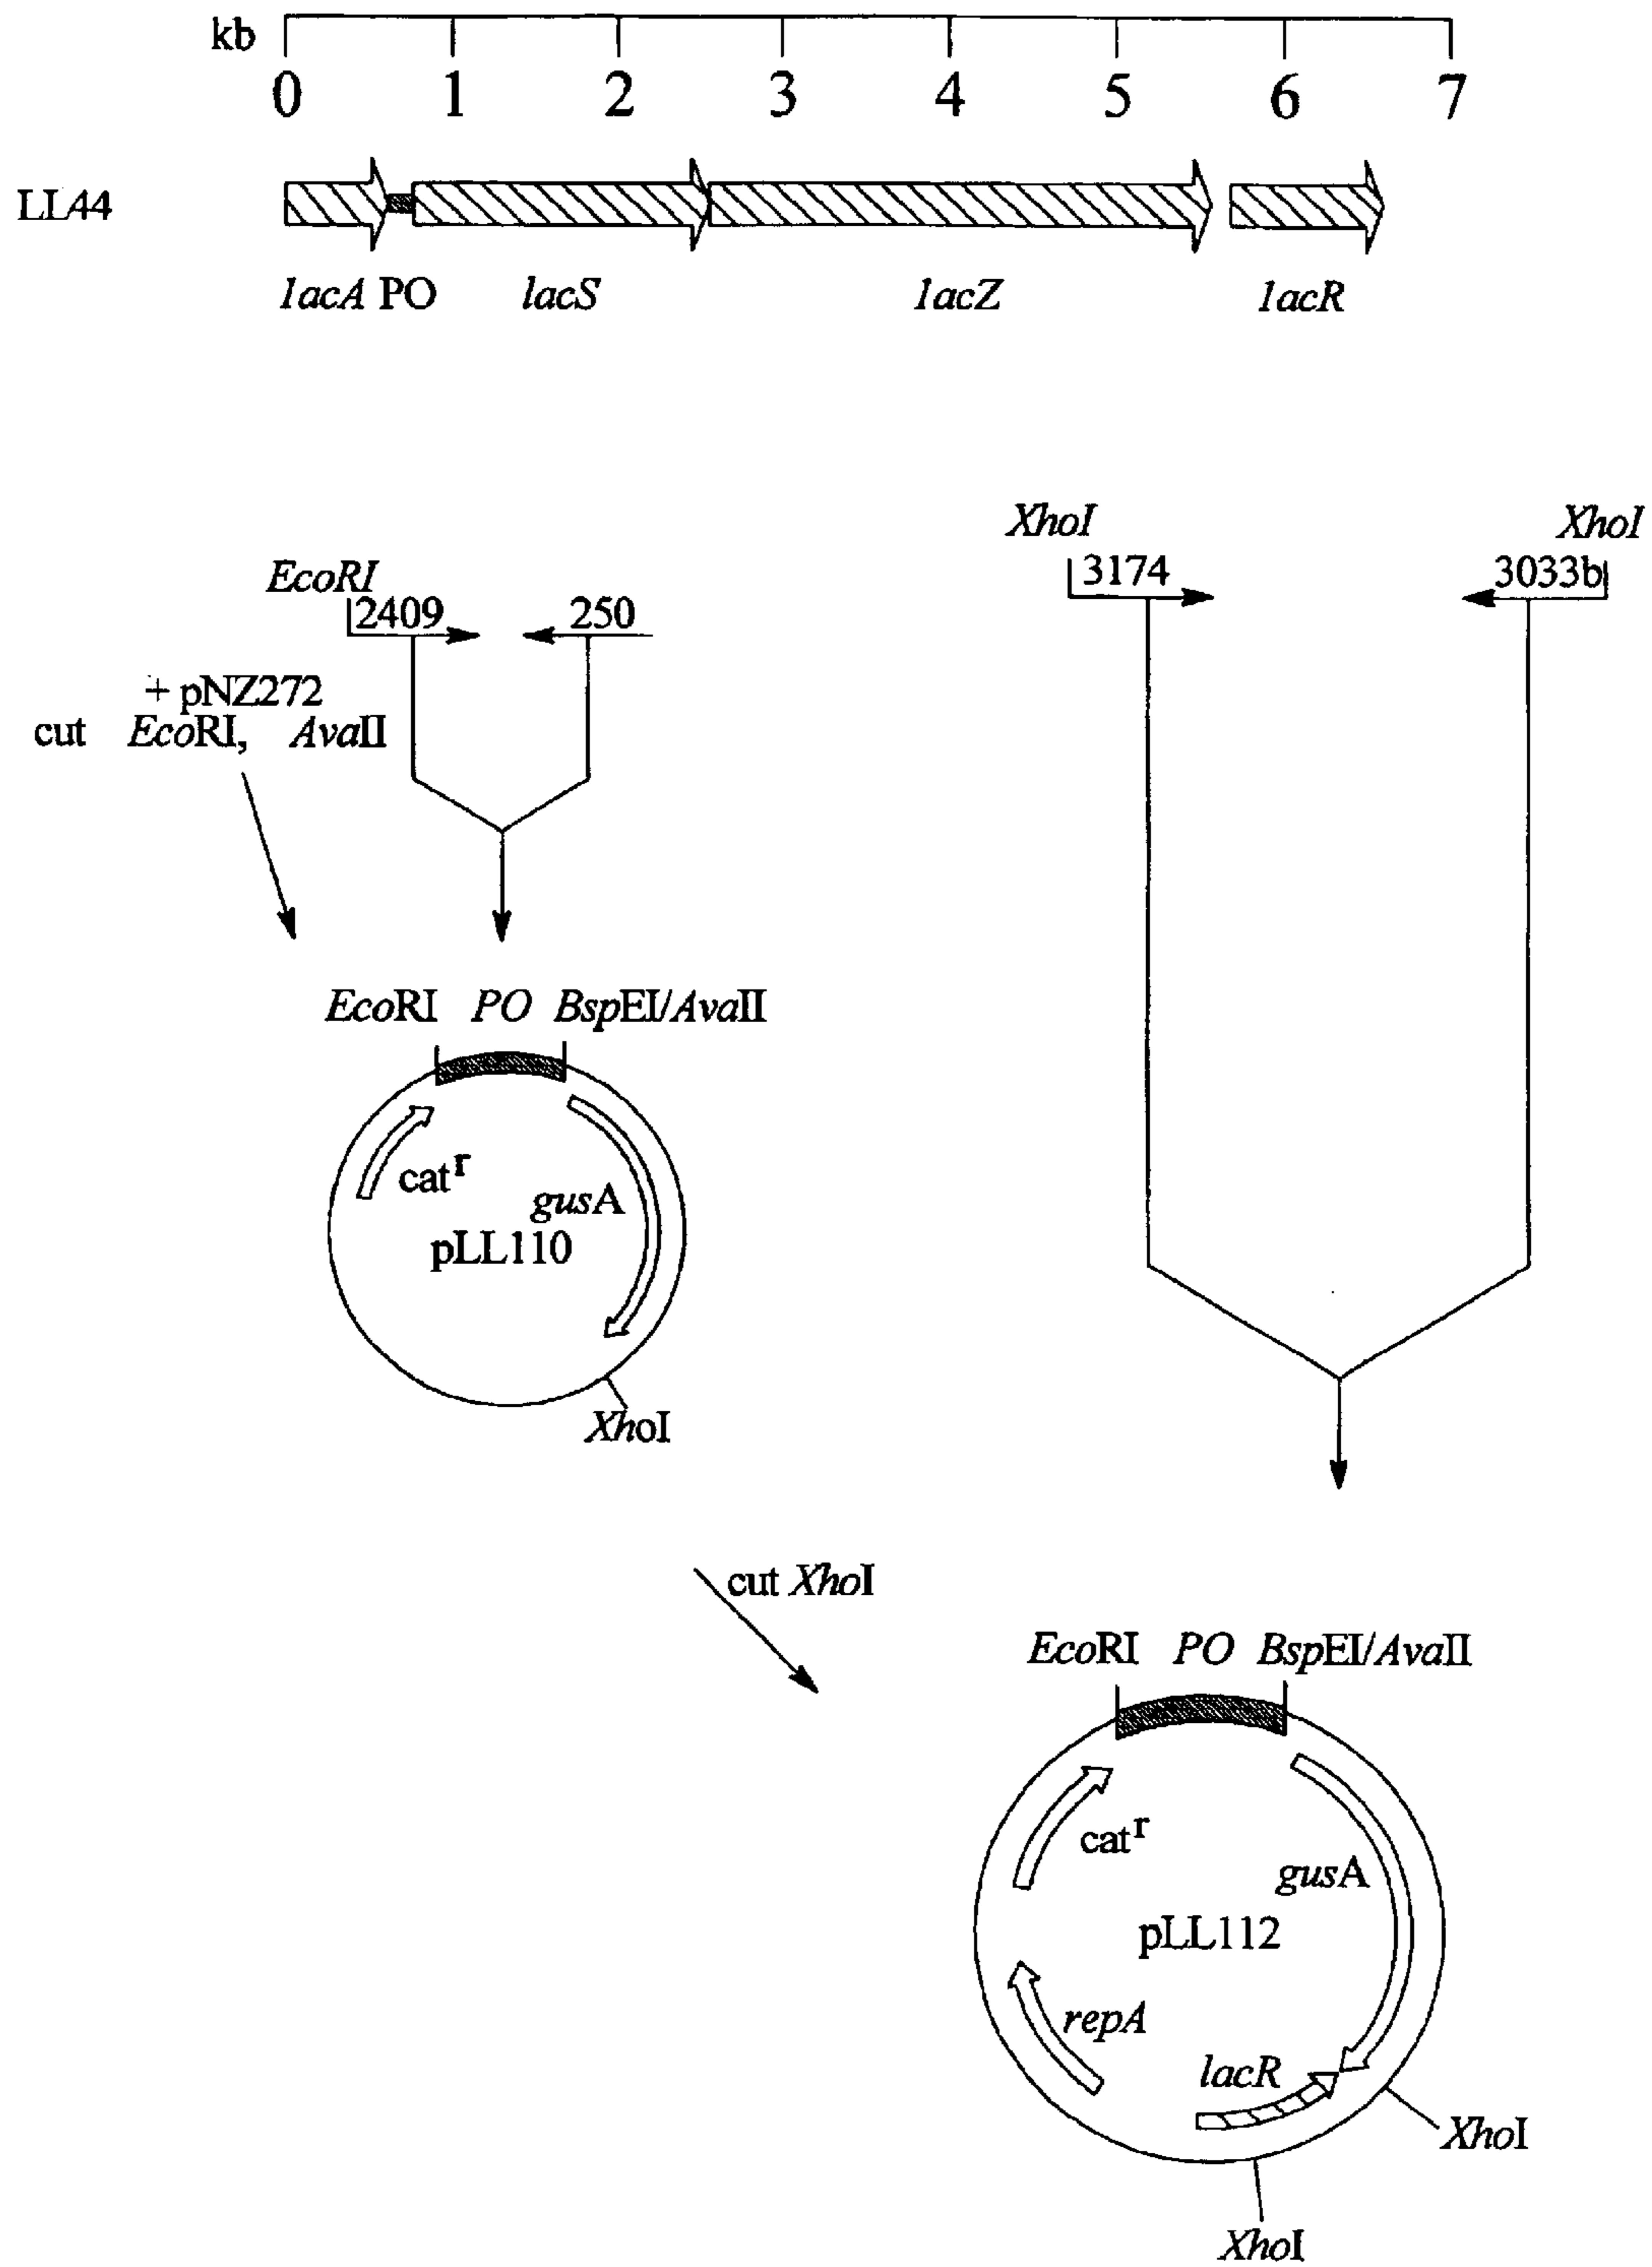 kb
0 1 2 3 4 5 6 7
LL44
lacA PO lacS lacZ lacR
XhoI XhoI
3174 3033b
EcoRI
2409 250
+ pNZ272
cut EcoRI, AvaII
EcoRI PO BspEI/AvaII
catr
gusA
pLL110
XhoI
cut XhoI
EcoRI PO BspEI/AvaII
catr
gusA
pLL112
repA
lacR
XhoI
XhoI